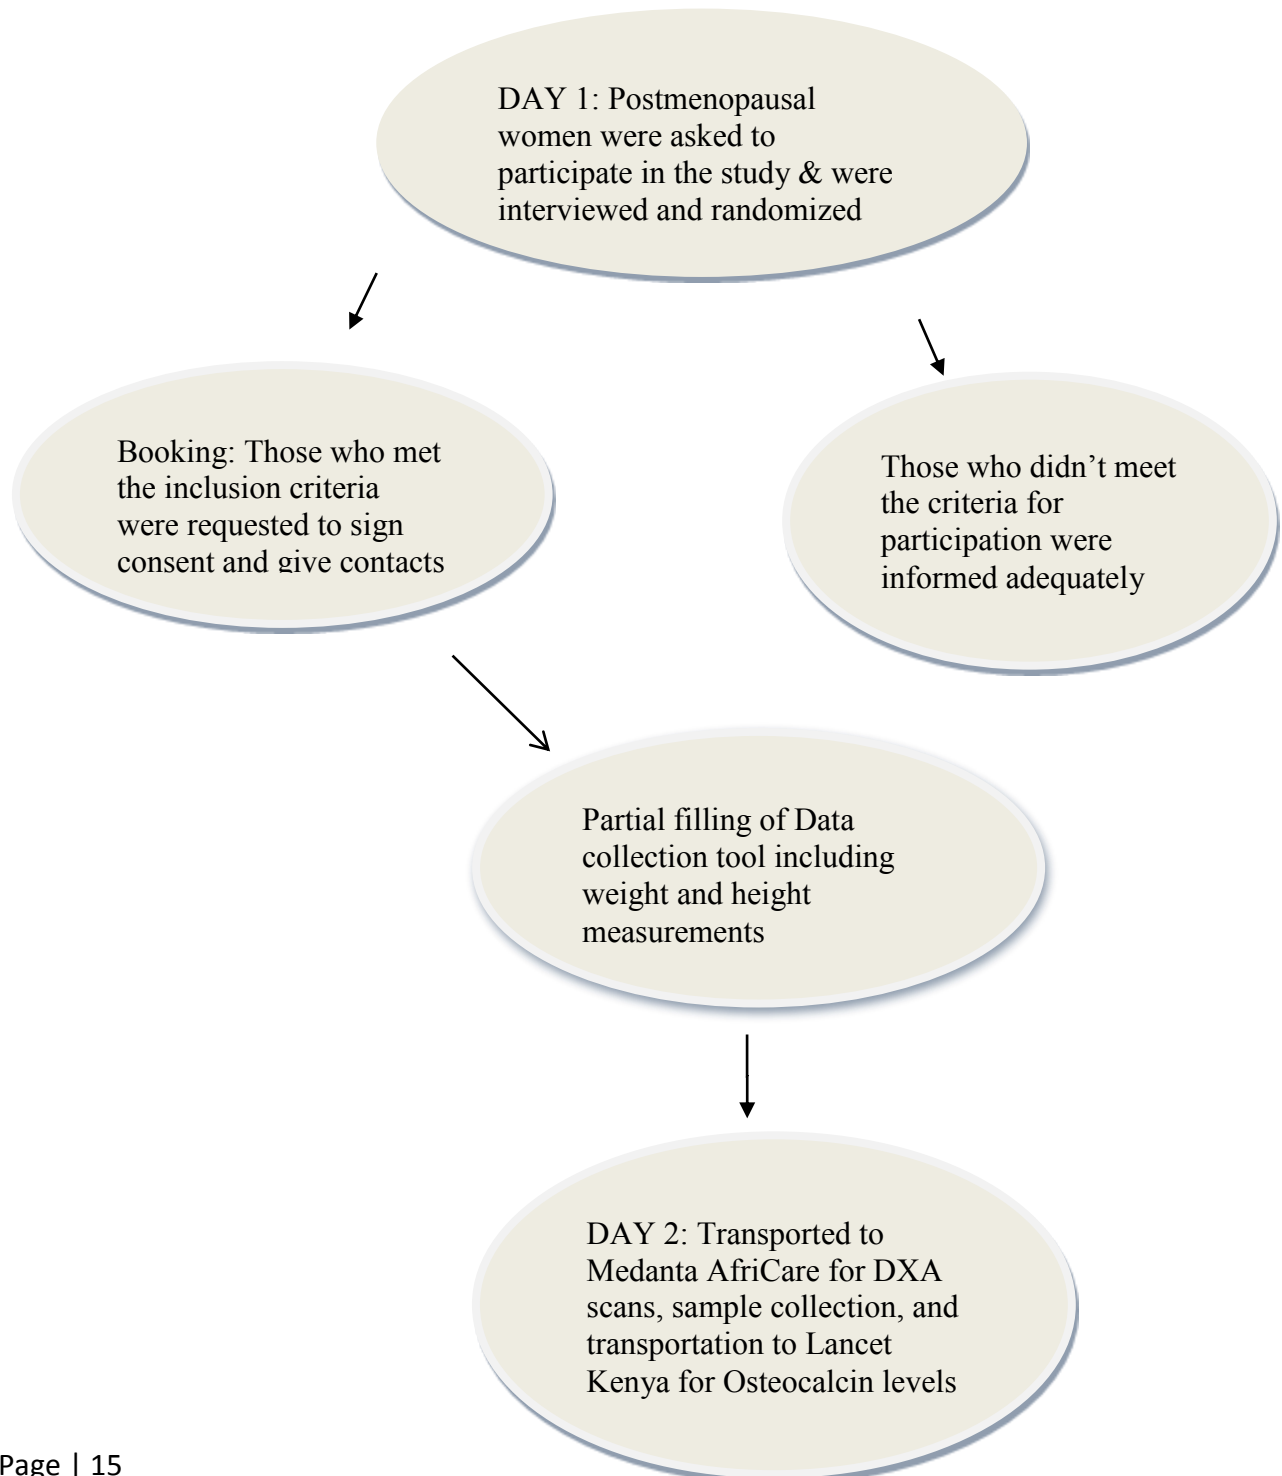 DAY 1: Postmenopausal
women were asked to
participate in the study & were
interviewed and randomized
Booking: Those who met
the inclusion criteria
were requested to sign
consent and give contacts
Those who didn’t meet
the criteria for
participation were
informed adequately
Partial filling of Data
collection tool including
weight and height
measurements
DAY 2: Transported to
Medanta AfriCare for DXA
scans, sample collection, and
transportation to Lancet
Kenya for Osteocalcin levels
Page | 15